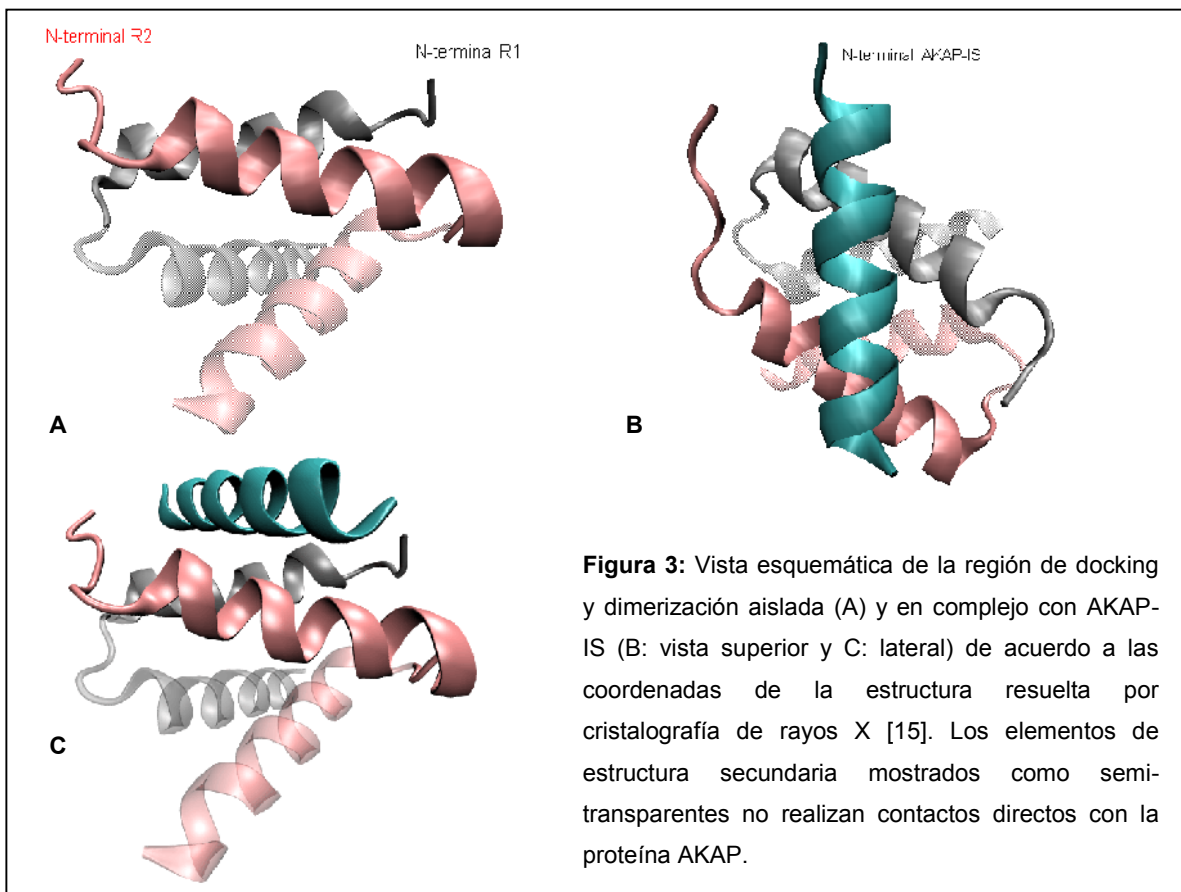 N-terminal R2
N-termina R1
N-terminal AKAP-IS
A
B
C
Figura 3: Vista esquemática de la región de docking
y dimerización aislada (A) y en complejo con AKAP-
IS (B: vista superior y C: lateral) de acuerdo a las
coordenadas de la estructura resuelta por
cristalografía de rayos X [15]. Los elementos de
estructura secundaria mostrados como semi-
transparentes no realizan contactos directos con la
proteína AKAP.